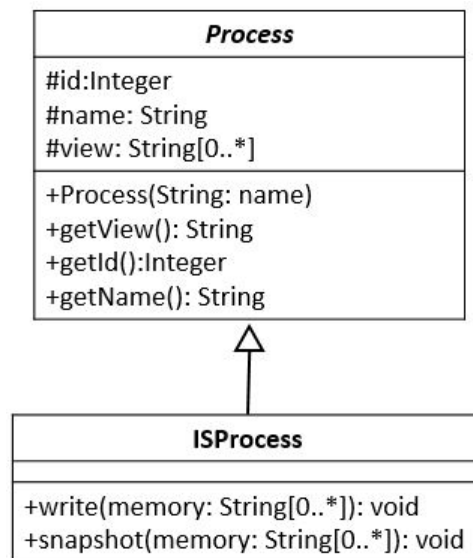 Process
#id:Integer
#name: String
#view: String[0..*]
+Process(String: name)
+getView(): String
+getId():Integer
+getName(): String
ISProcess
+write(memory: String[0..*]): void
+snapshot(memory: String[0..*]): void